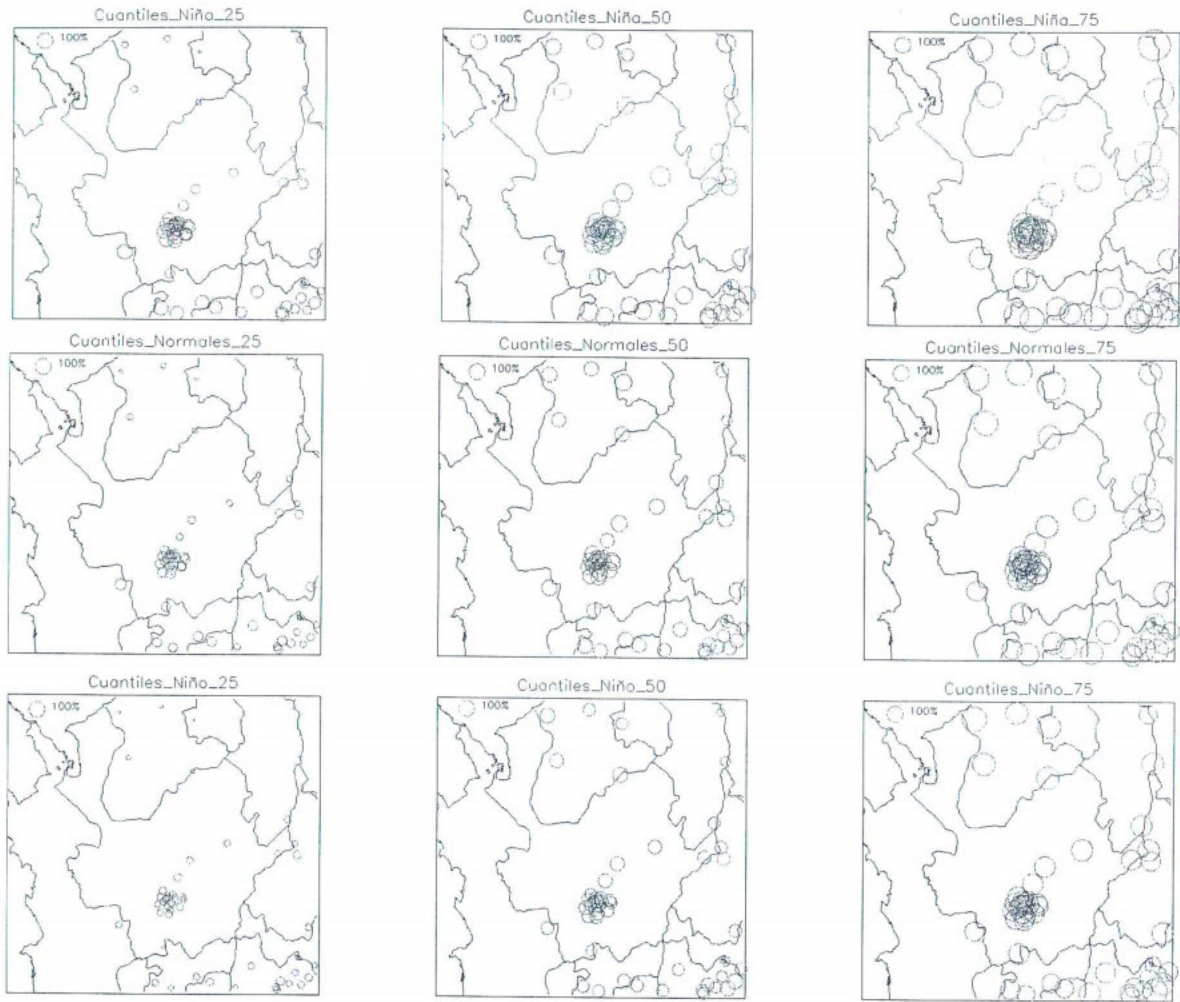 Cuantiles_Niña_25
Cuantiles_Niña_50
Cuantiles_Niña_75
100%
100%
100%
Cuantiles_Normales_25
Cuantiles_Normales_50
Cuantiles_Normales_75
100%
100%
100%
Cuantiles_Niño_25
Cuantiles_Niño_50
Cuantiles_Niño_75
100%
100%
100%